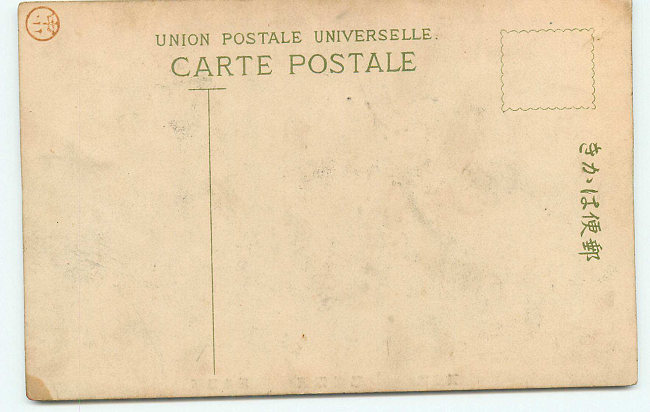 UNION POSTALE UNIVERSELLE.
CARTE POSTALE
きかは便郵